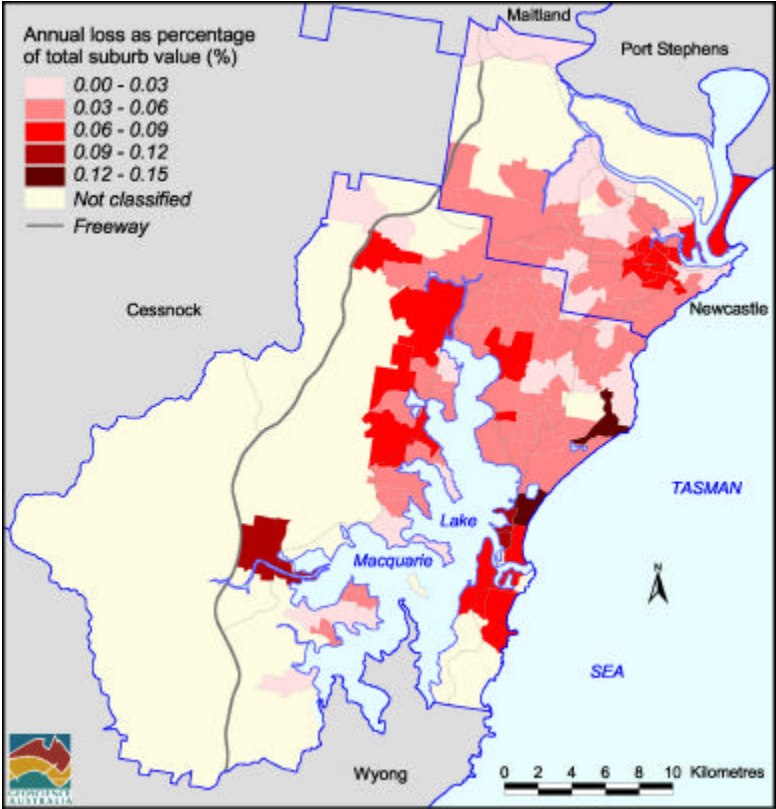 Annual loss as percentage
of total suburb value (%)
0.00 - 0.03
0.03 - 0.06
0.06 - 0.09
0.09 - 0.12
0.12 - 0.15
Not classified
Freeway
Maitland
Port Stephens
Cessnock
Newcastle
TASMAN
Lake
Macquarie
N
SEA
Wyong
0 2 4 6 8 10 Kilometres
GEOSCIENCE
AUSTRALIA